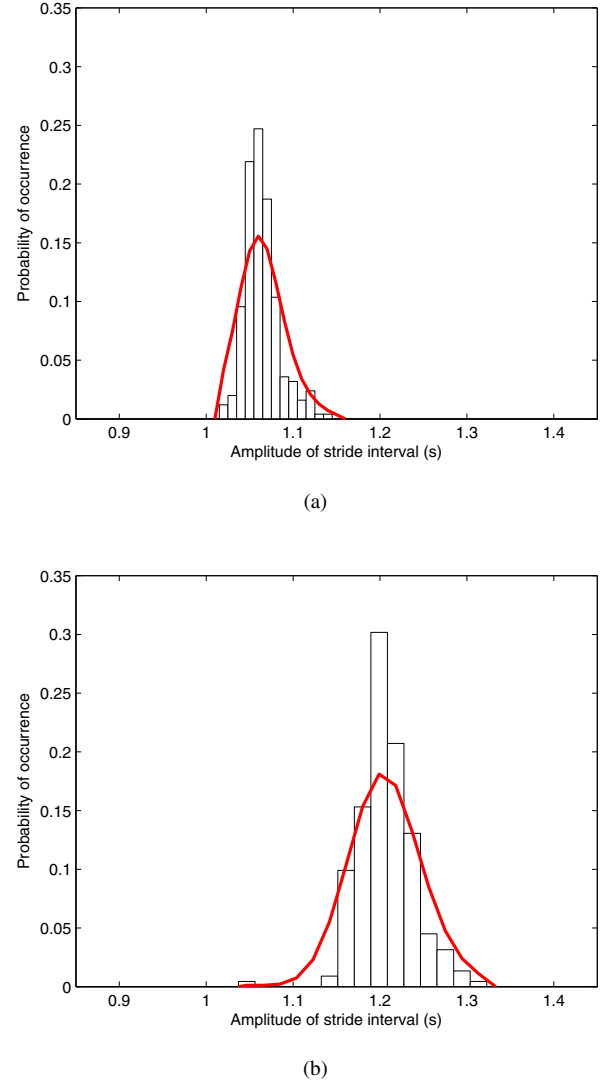 0.35
0.3
0.25
0.2
0.15
0.1
0.05
0
Probability of occurrence
0.9 1 1.1 1.2 1.3 1.4
Amplitude of stride interval (s)
(a)
0.35
0.3
0.25
0.2
0.15
0.1
0.05
0
Probability of occurrence
0.9 1 1.1 1.2 1.3 1.4
Amplitude of stride interval (s)
(b)